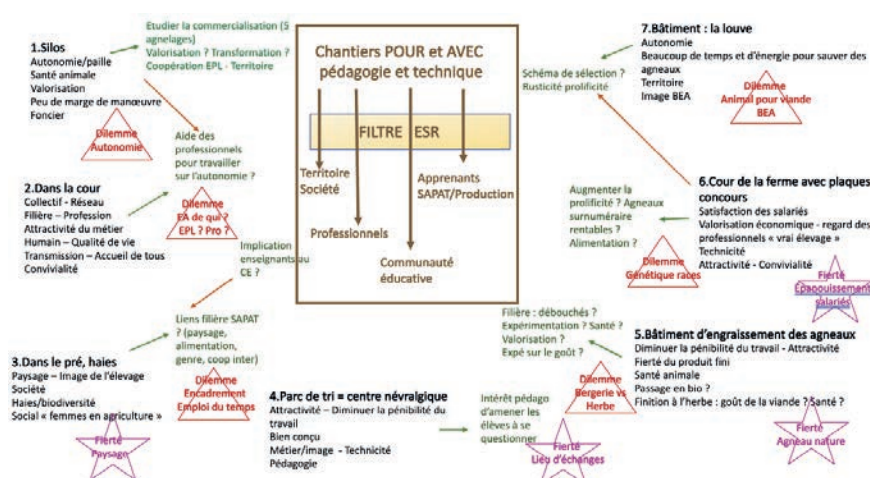 1.Silos
Autonomie/paille
Santé animale
Valorisation
Peu de marge de manœuvre
Foncier
Etudier la commercialisation (5
agnelages)
Valorisation ? Transformation ?
Coopération EPL - Territoire
Dilemme
Autonomie
Aide des
professionnels
pour travailler
sur l'autonomie ?
2.Dans la cour
Collectif - Réseau
Filière – Profession
Attractivité du métier
Humain – Qualité de vie
Transmission – Accueil de tous
Convivialité
Dilemme
EA de qui ?
EPL ? Pro ?
Implication
enseignants au
CE ?
Liens filière SAPAT
? (paysage,
alimentation,
genre, coop inter)
3.Dans le pré, haies
Paysage – Image de l'élevage
Société
Haies/biodiversité
Social « femmes en agriculture »
Fierté
Paysage
Dilemme
Encadrement
Emploi du temps
Chantiers POUR et AVEC
pédagogie et technique
FILTRE ESR
Territoire
Société
Apprenants
SAPAT/Production
Professionnels
Communauté
éducative
4.Parc de tri = centre névralgique
Attractivité – Diminuer la pénibilité du
travail
Bien conçu
Métier/image - Technicité
Pédagogie
Intérêt pédago
d'amener les
élèves à se
questionner
Fierté
Lieu d'échanges
Filière : débouchés ?
Expérimentation ? Santé ?
Valorisation ?
Expé sur le goût ?
Dilemme
Bergerie vs
Herbe
5.Bâtiment d'engraissement des agneaux
Diminuer la pénibilité du travail - Attractivité
Fierté du produit fini
Santé animale
Passage en bio ?
Finition à l'herbe : goût de la viande ? Santé ?
Fierté
Agneau nature
6.Cour de la ferme avec plaques
concours
Satisfaction des salariés
Valorisation économique - regard des
professionnels « vrai élevage »
Technicité
Attractivité - Convivialité
Fierté
Epanouissement
salariés
Augmenter la
prolificité ? Agneaux
surnuméraire
rentables ?
Alimentation ?
Dilemme
Génétique races
7.Bâtiment : la louve
Autonomie
Beaucoup de temps et d'énergie pour sauver des
agneaux
Territoire
Image BEA
Schéma de sélection ?
Rusticité prolificité
Dilemme
Animal pour viande
BEA